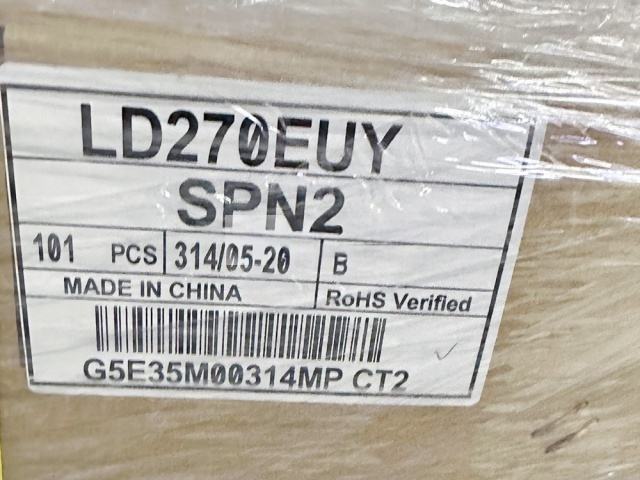 LD270EUY
SPN2
101 PCS 314/05-20 B
MADE IN CHINA RoHS Verified
G5E35M00314MP CT2